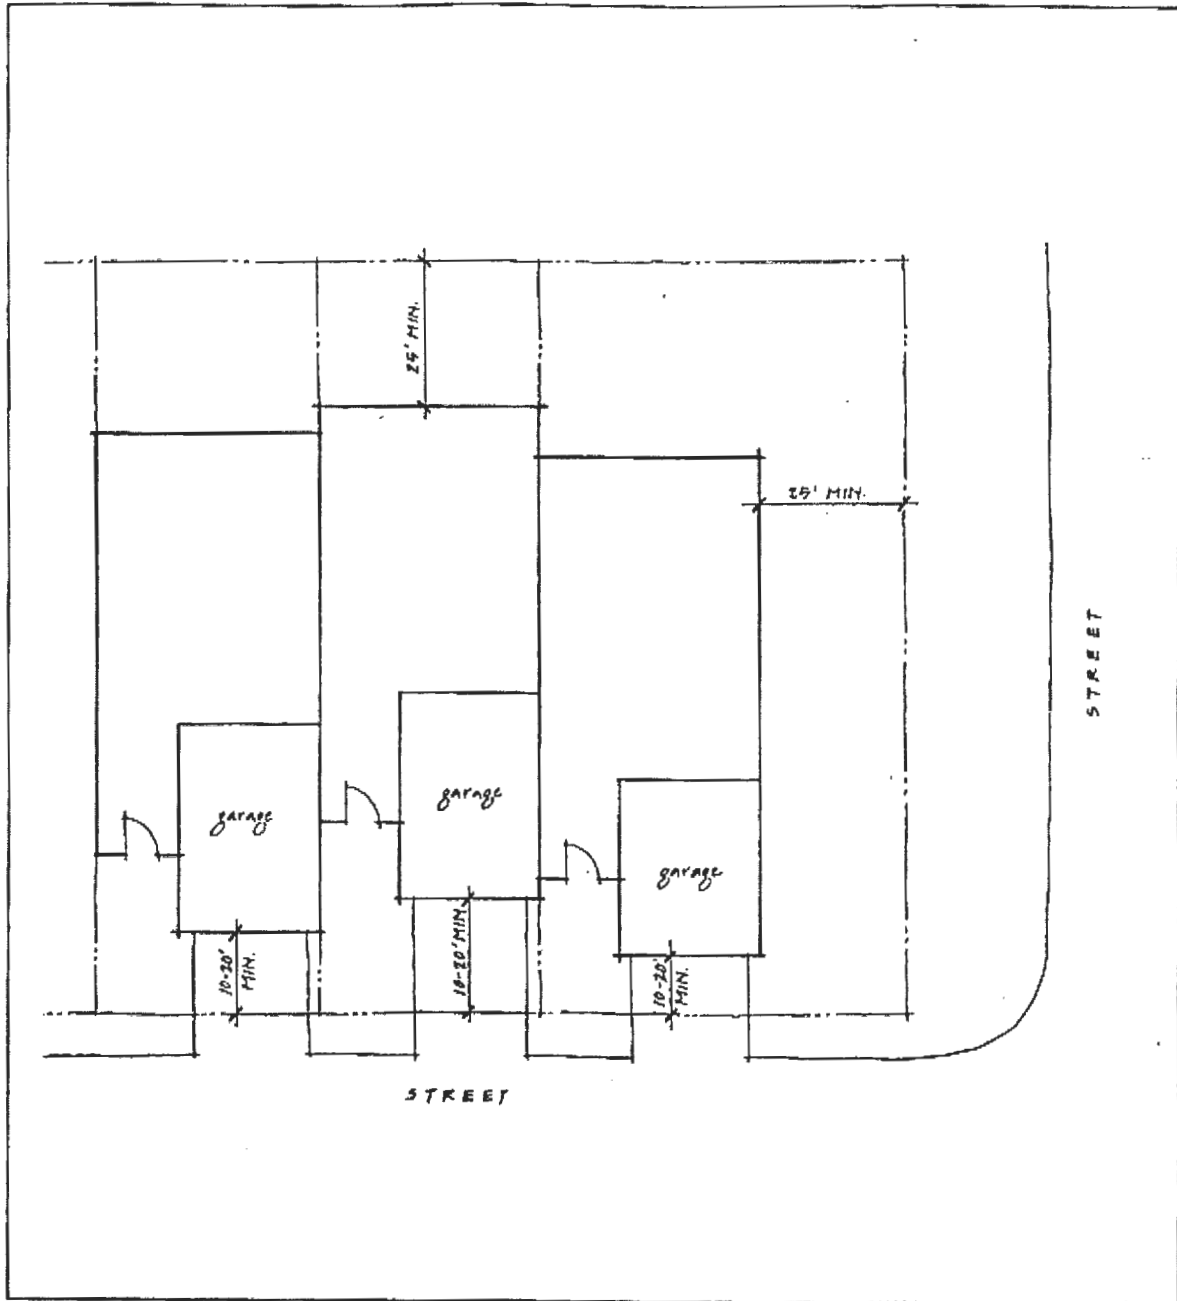 25' MIN.
25' MIN.
STREET
garage
garage
garage
10-20'
MIN.
10-20' MIN.
10-20'
MIN.
STREET